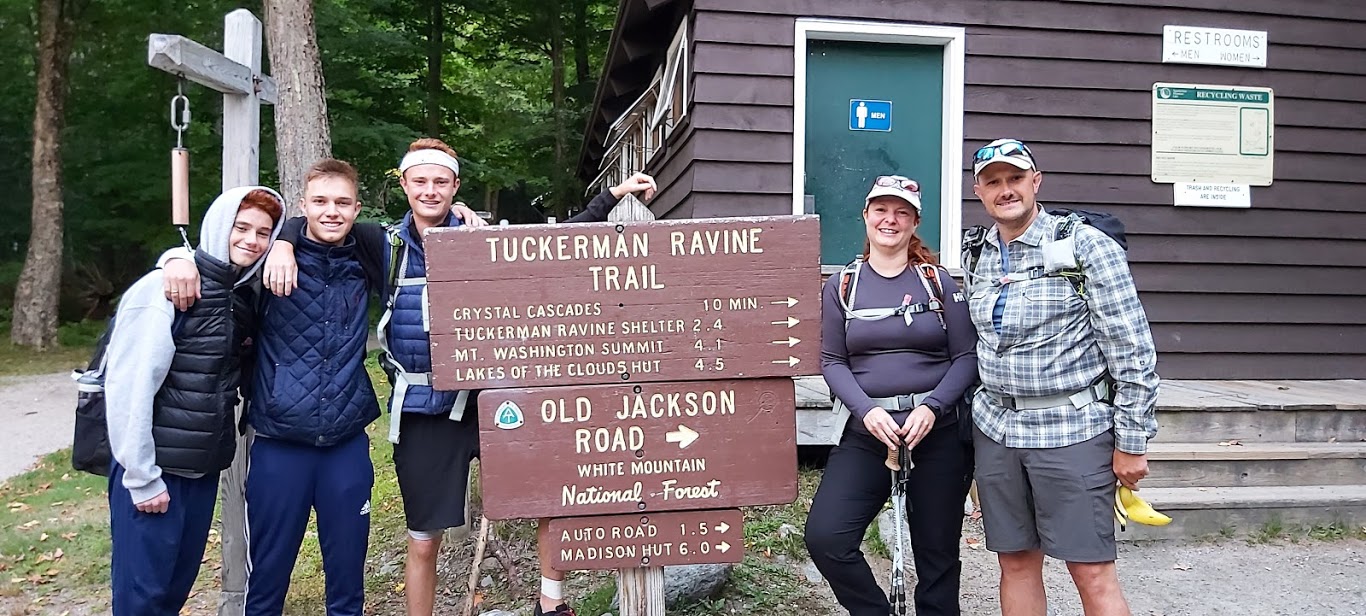 TUCKERMAN RAVINE
TRAIL
CRYSTAL CASCADES 10 MIN.
TUCKERMAN RAVINE SHELTER 2.4
MT. WASHINGTON SUMMIT 4.1
LAKES OF THE CLOUDS HUT 4.5
OLD JACKSON
ROAD
WHITE MOUNTAIN
National Forest
AUTO ROAD 1.5
MADISON HUT 6.0
MEN
RESTROOMS
MEN WOMEN
RECYCLING WASTE
TRASH AND RECYCLING
ARE INSIDE
HH
adidas